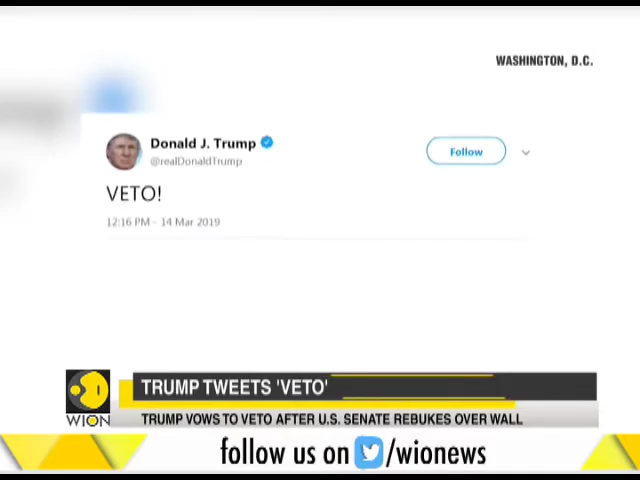 WASHINGTON, D.C.
Donald J. Trump
@realDonaldTrump
Follow
VETO!
12:16 PM - 14 Mar 2019
TRUMP TWEETS 'VETO'
WION
TRUMP VOWS TO VETO AFTER U.S. SENATE REBUKES OVER WALL
follow us on /wionews